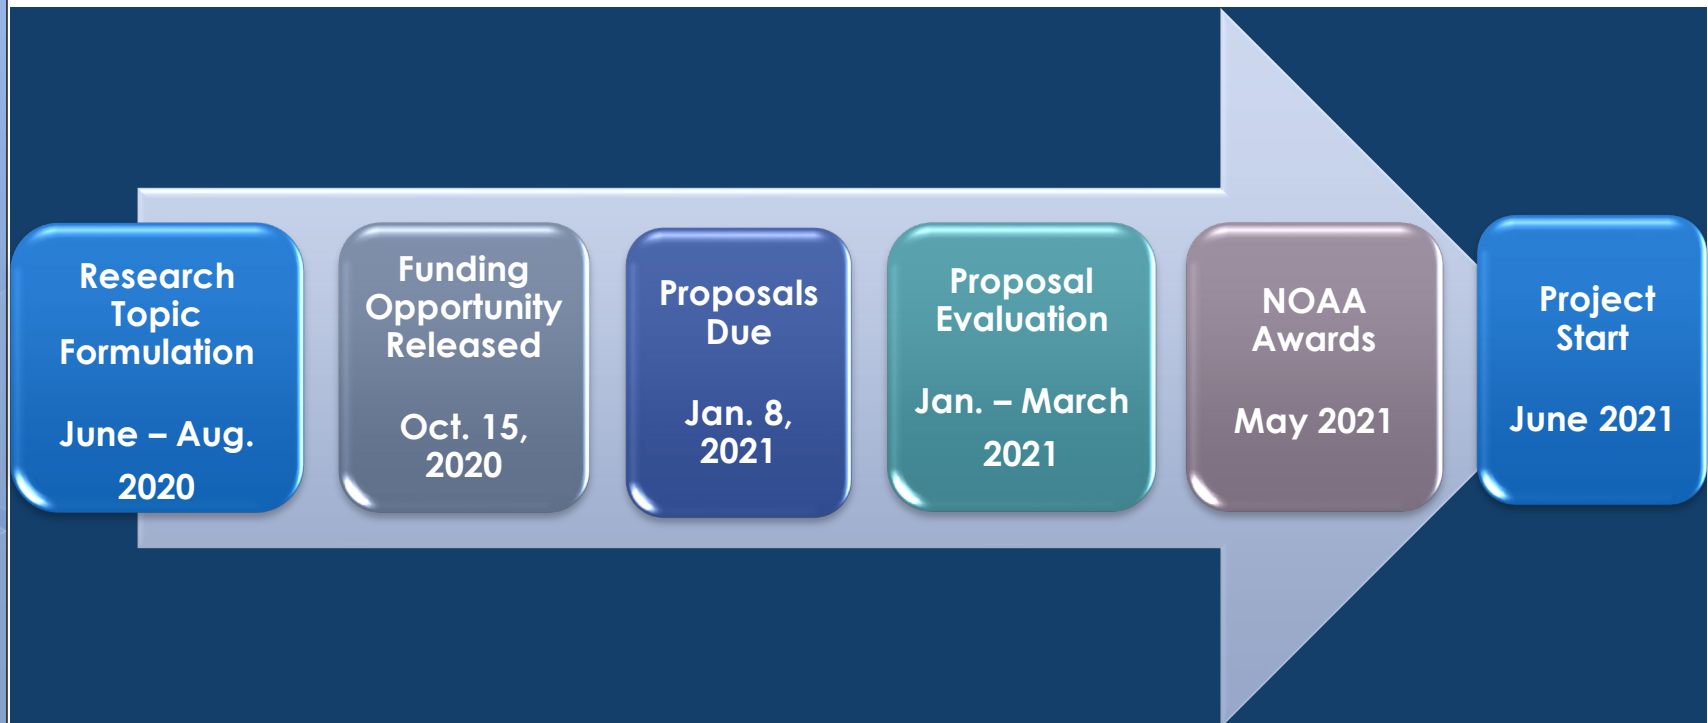 Research
Topic
Formulation
June – Aug.
2020
Funding
Opportunity
Released
Oct. 15,
2020
Proposals
Due
Jan. 8,
2021
Proposal
Evaluation
Jan. – March
2021
NOAA
Awards
May 2021
Project
Start
June 2021